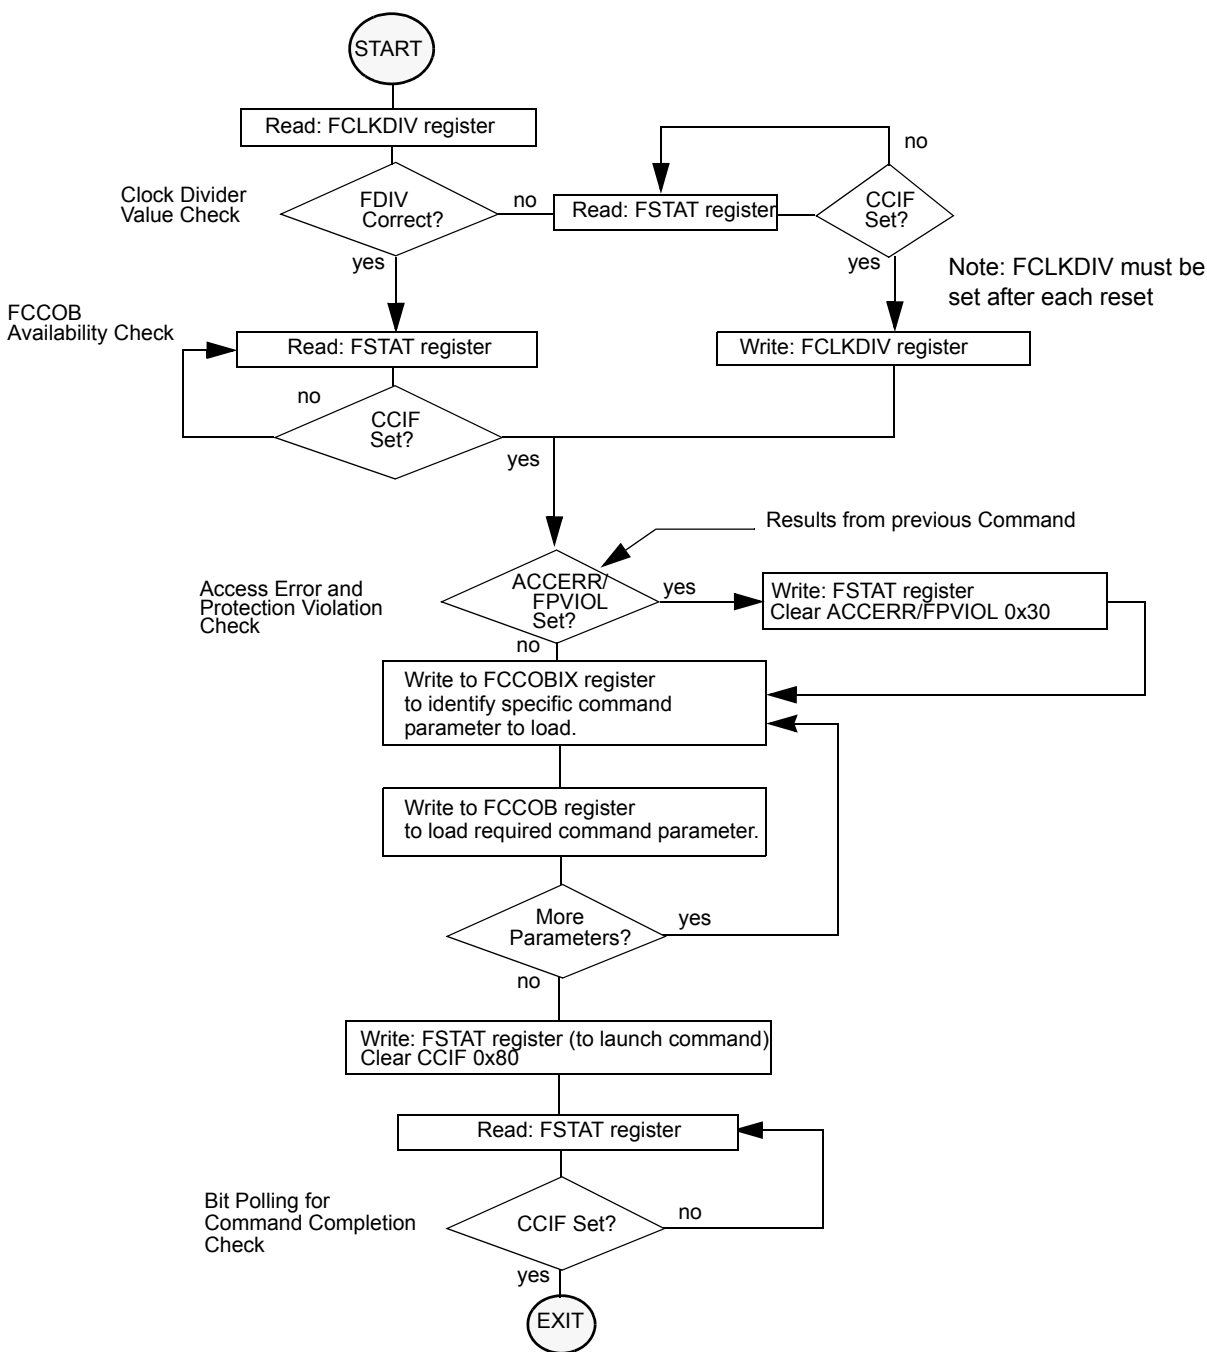 START
Read: FCLKDIV register
no
Clock Divider
Value Check
FDIV
Correct?
no
Read: FSTAT register
CCIF
Set?
yes
yes
Note: FCLKDIV must be
set after each reset
FCCOB
Availability Check
Read: FSTAT register
Write: FCLKDIV register
no
CCIF
Set?
yes
Results from previous Command
Access Error and
Protection Violation
Check
ACCERR/
FPVIOL
Set?
yes
Write: FSTAT register
Clear ACCERR/FPVIOL 0x30
no
Write to FCCOBIX register
to identify specific command
parameter to load.
Write to FCCOB register
to load required command parameter.
More
Parameters?
yes
no
Write: FSTAT register (to launch command)
Clear CCIF 0x80
Read: FSTAT register
Bit Polling for
Command Completion
Check
CCIF Set?
no
yes
EXIT